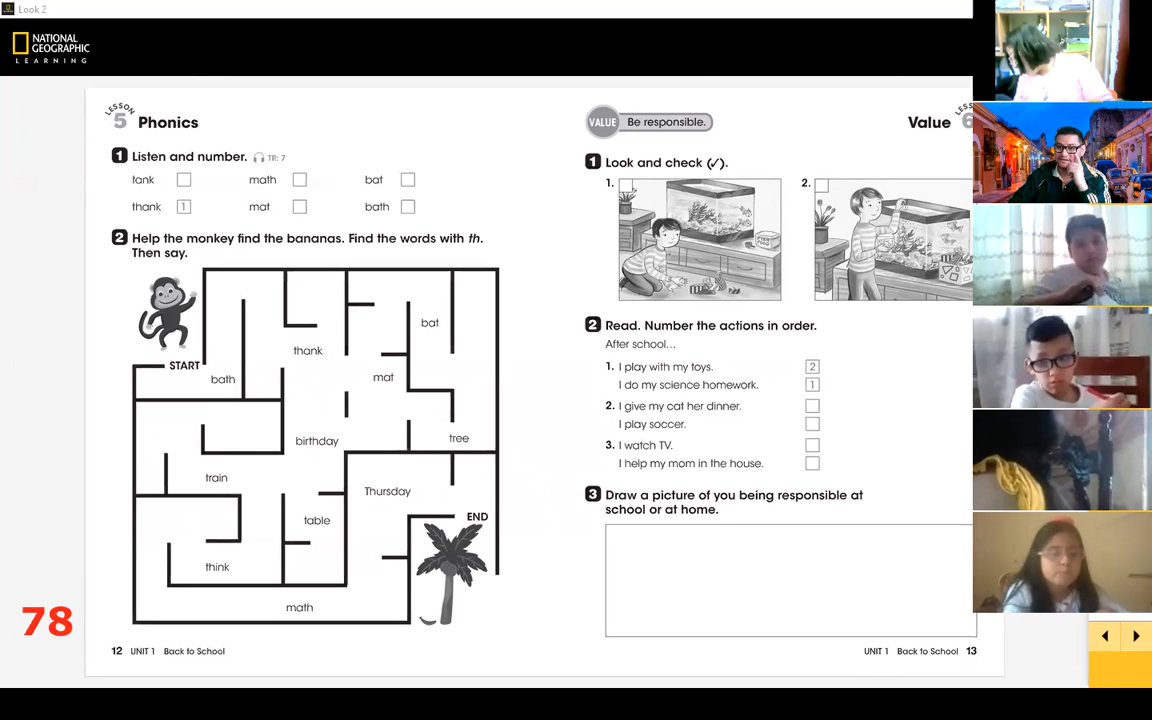 Look 2
NATIONAL
GEOGRAPHIC
LEARNING
LESSON
5 Phonics
1 Listen and number. TR: 7
tank math bat
thank 1 mat bath
2 Help the monkey find the bananas. Find the words with th.
Then say.
bat
thank
START
mat
bath
birthday
tree
train
Thursday
END
table
think
math
78
12 UNIT 1 Back to School
VALUE Be responsible.
Value 6
1 Look and check (✓).
1. 2.
FISH
FOOD
2 Read. Number the actions in order.
After school...
1. I play with my toys. 2
I do my science homework. 1
2. I give my cat her dinner.
I play soccer.
3. I watch TV.
I help my mom in the house.
3 Draw a picture of you being responsible at
school or at home.
UNIT 1 Back to School 13